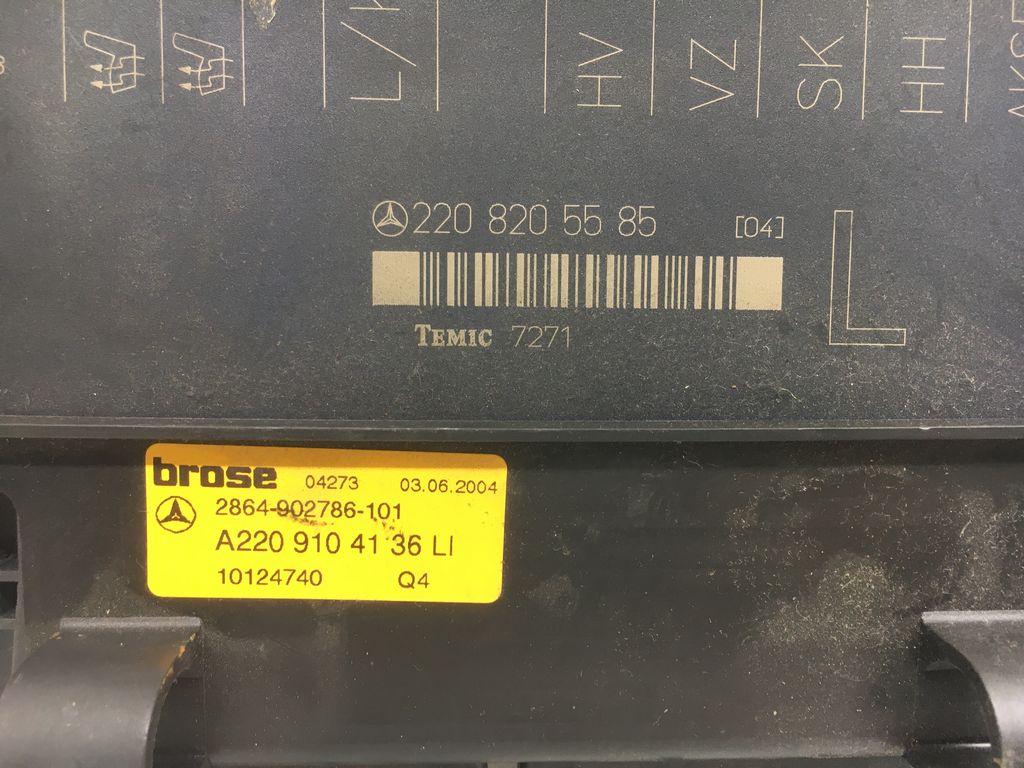 HV
VZ
SK
HH
220 820 55 85 [04]
TEMIC 7271
L
brose 04273 03.06.2004
2864-902786-101
A220 910 41 36 LI
10124740 Q4